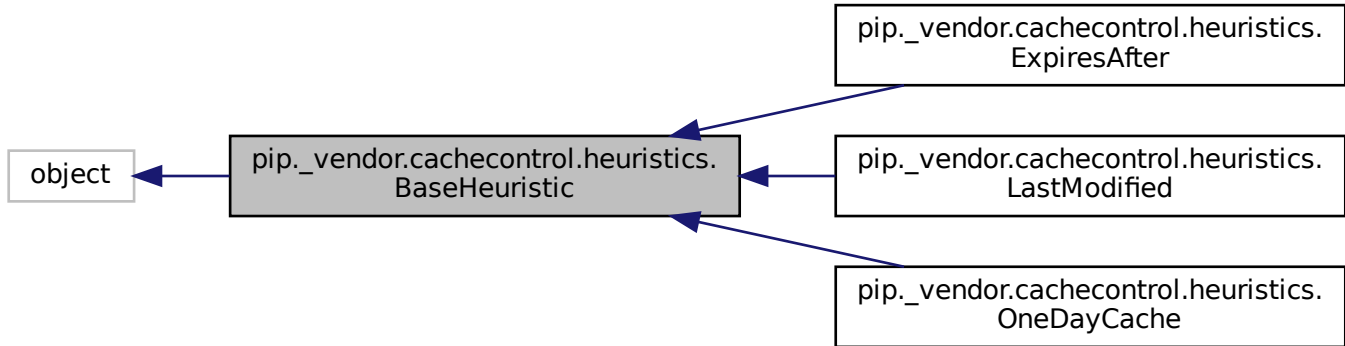 pip._vendor.cachecontrol.heuristics.
ExpiresAfter
object
pip._vendor.cachecontrol.heuristics.
BaseHeuristic
pip._vendor.cachecontrol.heuristics.
LastModified
pip._vendor.cachecontrol.heuristics.
OneDayCache